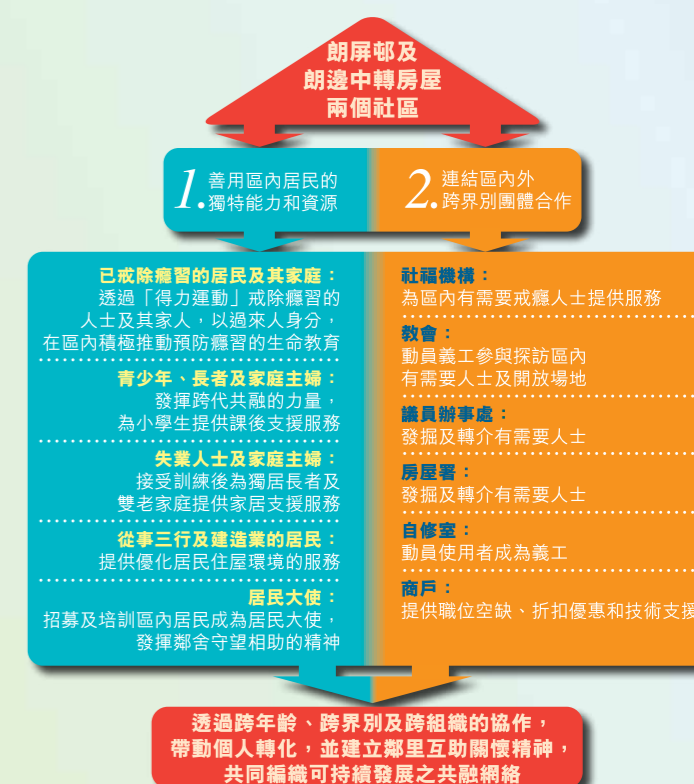 朗屏邨及
朗邊中轉房屋
兩個社區
1.善用區內居民的
獨特能力和資源
2.連結區內外
跨界別團體合作
已戒除癮習的居民及其家庭：
透過「得力運動」戒除癮習的
人士及其家人，以過來人身分，
在區內積極推動預防癮習的生命教育
青少年、長者及家庭主婦：
發揮跨代共融的力量，
為小學生提供課後支援服務
失業人士及家庭主婦：
接受訓練後為獨居長者及
雙老家庭提供家居支援服務
從事三行及建造業的居民：
提供優化居民住屋環境的服務
居民大使：
招募及培訓區內居民成為居民大使，
發揮鄰舍守望相助的精神
社福機構：
為區內有需要戒癮人士提供服務
教會：
動員義工參與探訪區內
有需要人士及開放場地
議員辦事處：
發掘及轉介有需要人士
房屋署：
發掘及轉介有需要人士
自修室：
動員使用者成為義工
商戶：
提供職位空缺、折扣優惠和技術支援
透過跨年齡、跨界別及跨組織的協作，
帶動個人轉化，並建立鄰里互助關懷精神，
共同編織可持續發展之共融網絡